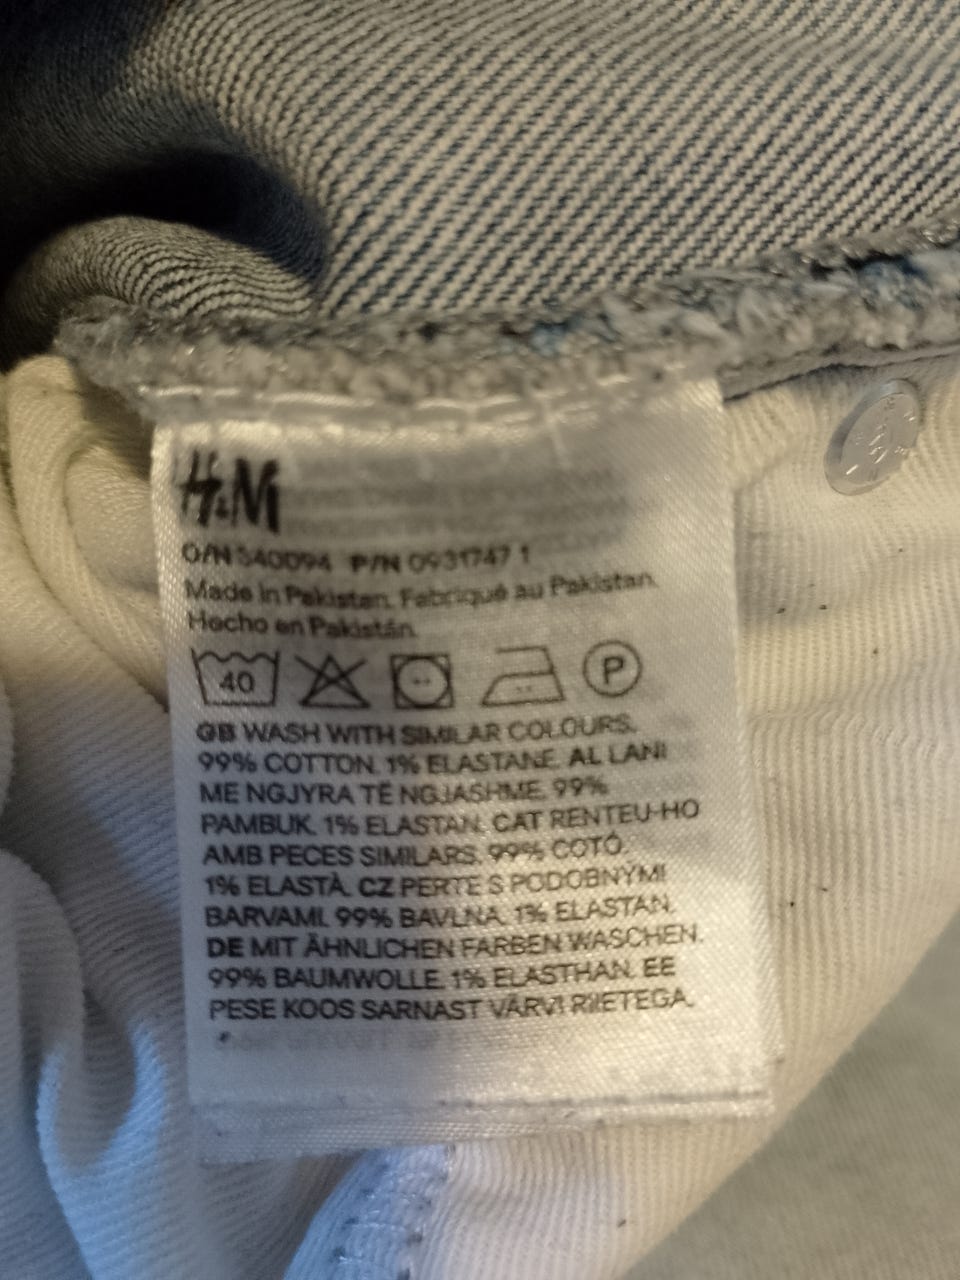 H&M
O/N 340094 P/N 0931747 1
Made in Pakistan. Fabriqué au Pakistan.
Hecho en Pakistán.
40 P
GB WASH WITH SIMILAR COLOURS.
99% COTTON. 1% ELASTANE. AL LANI
ME NGJYRA TË NGJASHME. 99%
PAMBUK. 1% ELASTAN. CAT RENTEU-HO
AMB PECES SIMILARS. 99% COTÓ.
1% ELASTÀ. CZ PERTE S PODOBNÝMI
BARVAMI. 99% BAVLNA. 1% ELASTAN.
DE MIT ÄHNLICHEN FARBEN WASCHEN.
99% BAUMWOLLE. 1% ELASTHAN. EE
PESE KOOS SARNAST VÄRVI RIIETEGA.